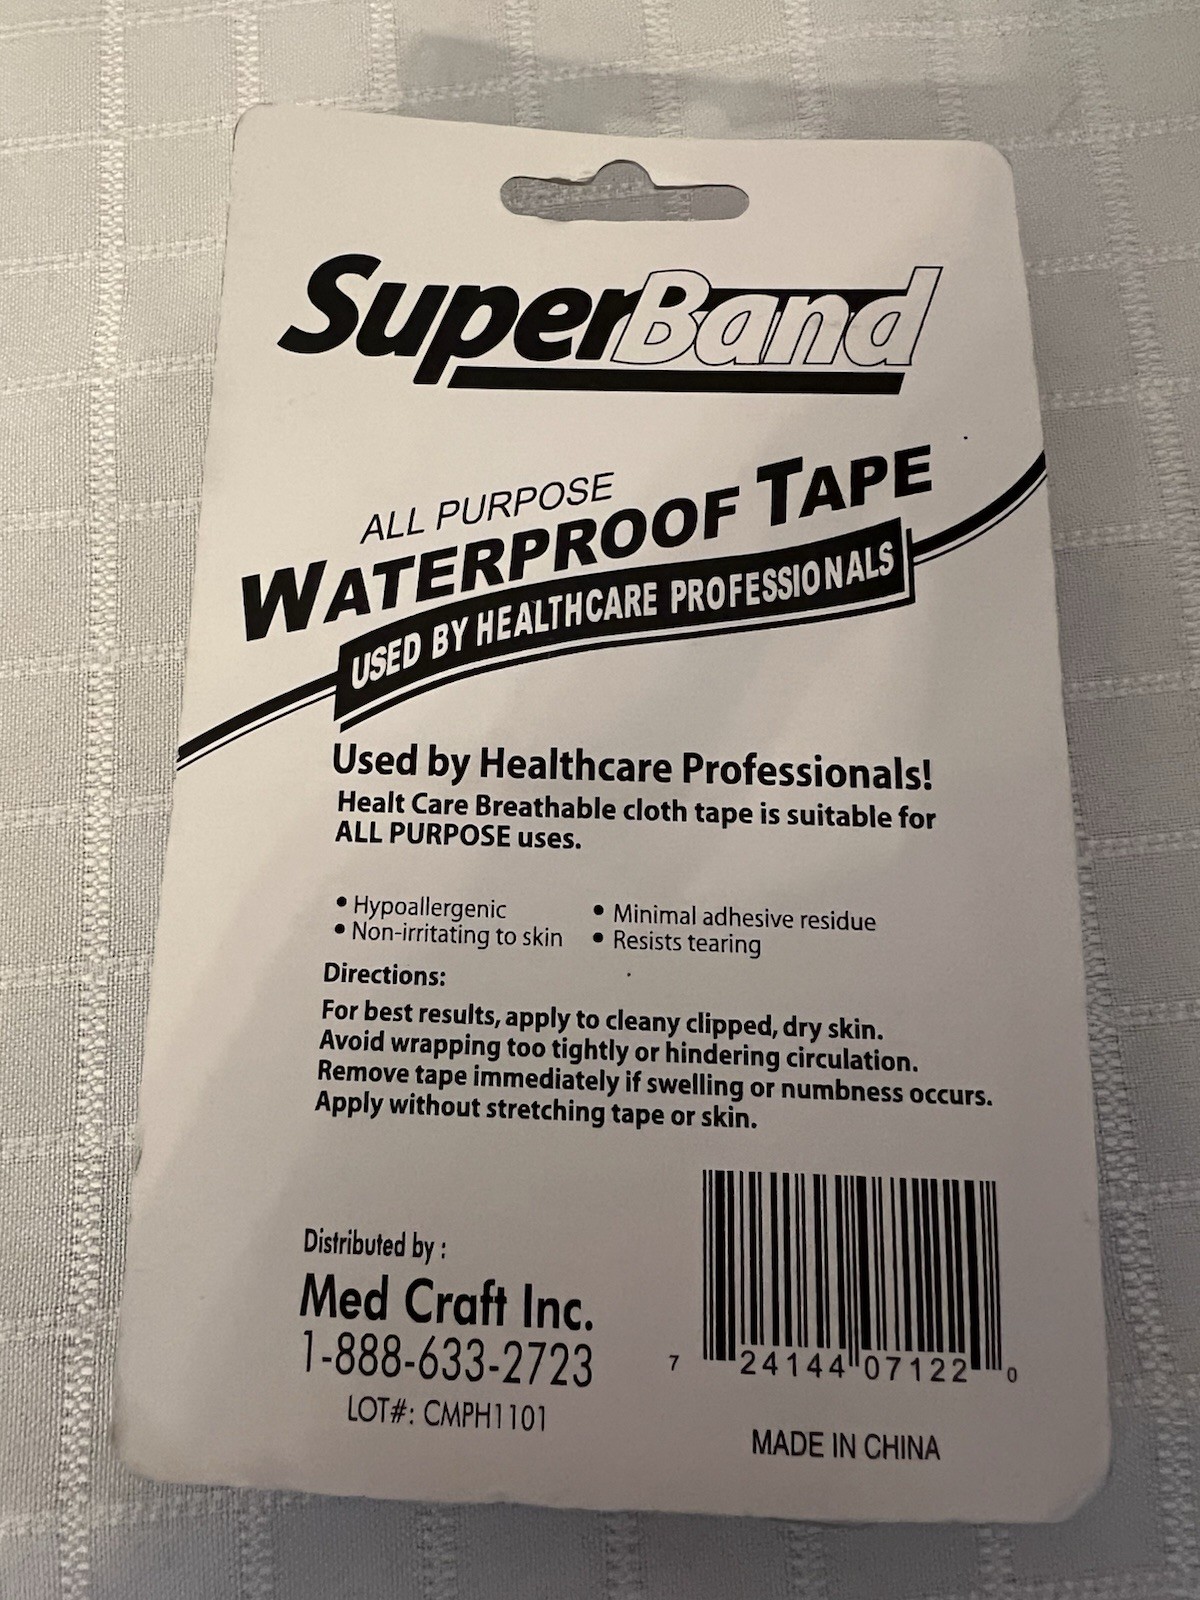 SuperBand
ALL PURPOSE
WATERPROOF TAPE
USED BY HEALTHCARE PROFESSIONALS
Used by Healthcare Professionals!
Healt Care Breathable cloth tape is suitable for
ALL PURPOSE uses.
• Hypoallergenic
• Non-irritating to skin
• Minimal adhesive residue
• Resists tearing
Directions:
For best results, apply to cleany clipped, dry skin.
Avoid wrapping too tightly or hindering circulation.
Remove tape immediately if swelling or numbness occurs.
Apply without stretching tape or skin.
Distributed by :
Med Craft Inc.
1-888-633-2723
LOT#: CMPH1101
7 24144 07122 0
MADE IN CHINA